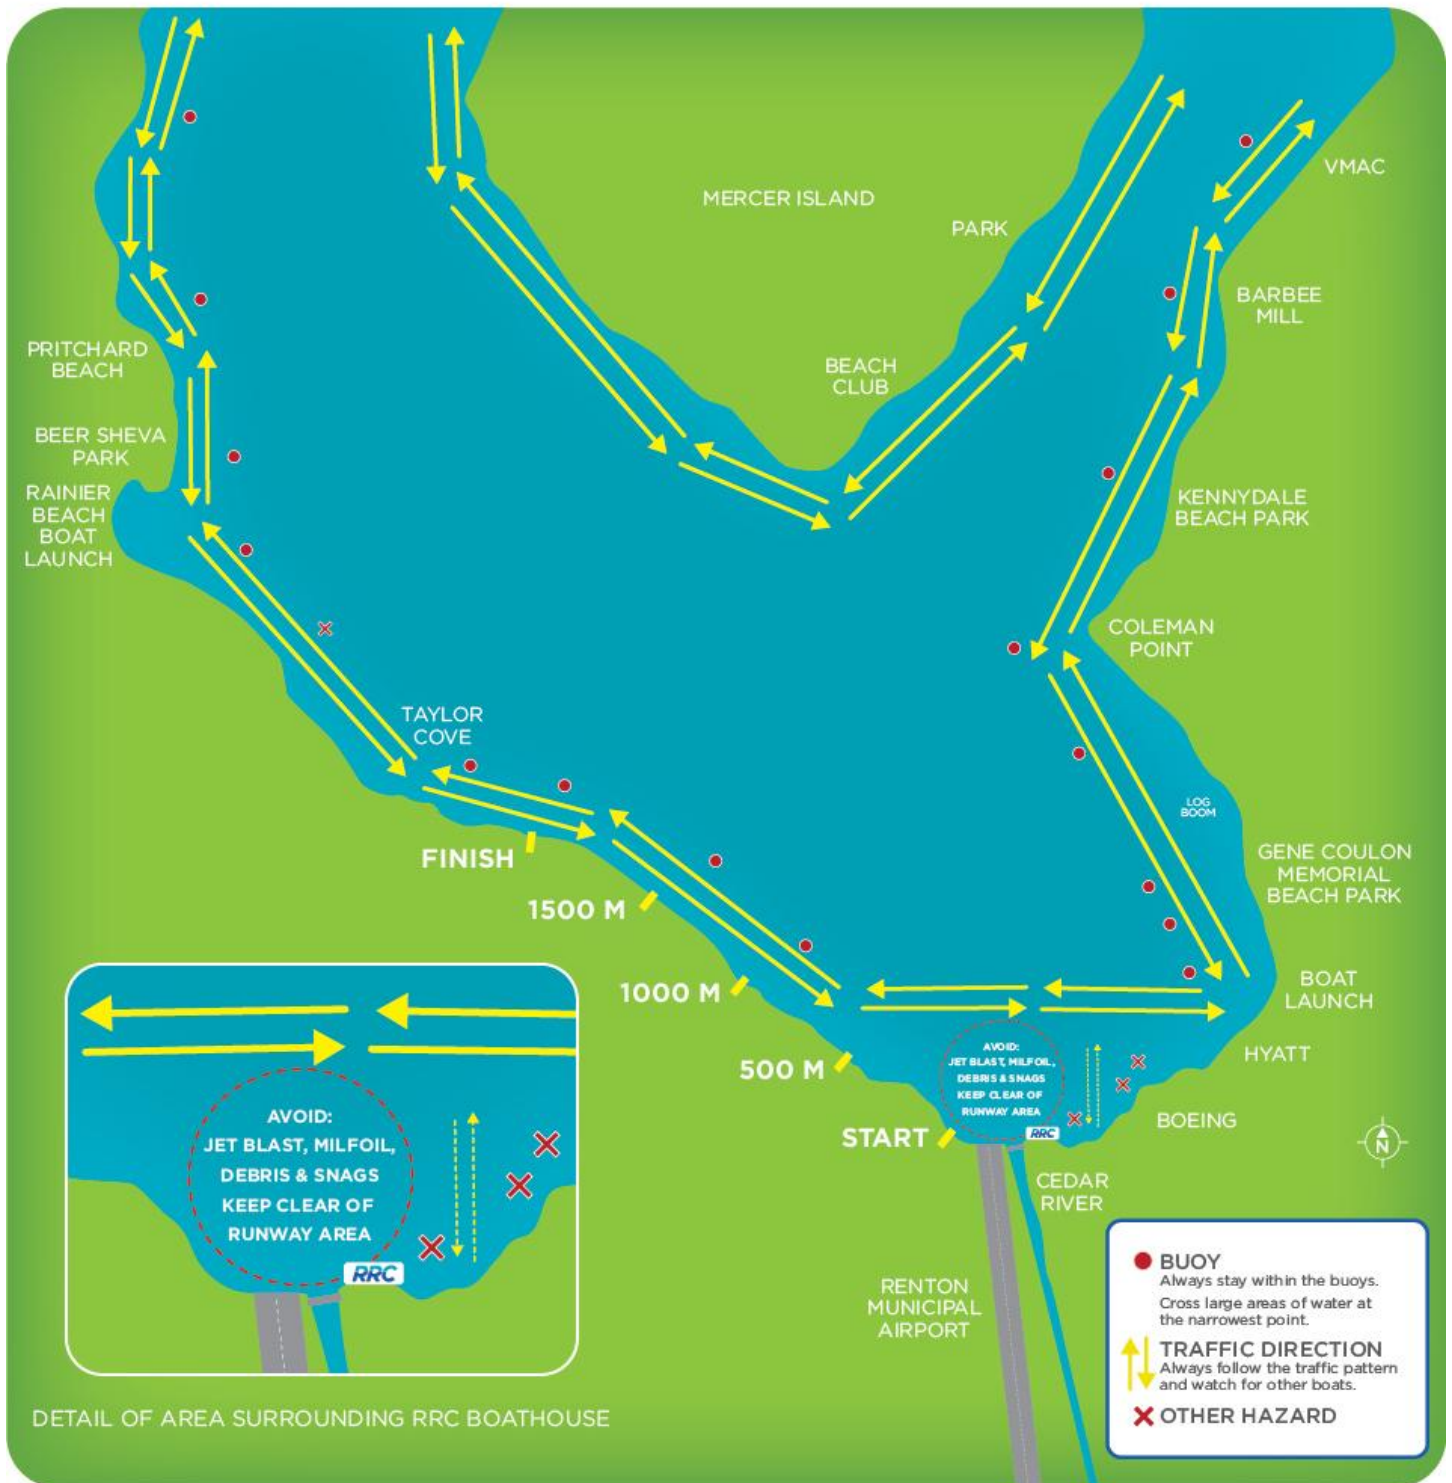 MERCER ISLAND
PARK
VMAC
BARBEE
MILL
PRITCHARD
BEACH
BEACH
CLUB
BEER SHEVA
PARK
RAINIER
BEACH
BOAT
LAUNCH
KENNYDALE
BEACH PARK
COLEMAN
POINT
TAYLOR
COVE
LOG
BOOM
FINISH
GENE COULON
MEMORIAL
BEACH PARK
1500 M
1000 M
BOAT
LAUNCH
500 M
HYATT
AVOID:
JET BLAST, MILFOIL,
DEBRIS & SNAGS
KEEP CLEAR OF
RUNWAY AREA
BOEING
START
RRC
CEDAR
RIVER
N
RENTON
MUNICIPAL
AIRPORT
AVOID:
JET BLAST, MILFOIL,
DEBRIS & SNAGS
KEEP CLEAR OF
RUNWAY AREA
RRC
DETAIL OF AREA SURROUNDING RRC BOATHOUSE
BUOY
Always stay within the buoys.
Cross large areas of water at
the narrowest point.
TRAFFIC DIRECTION
Always follow the traffic pattern
and watch for other boats.
OTHER HAZARD